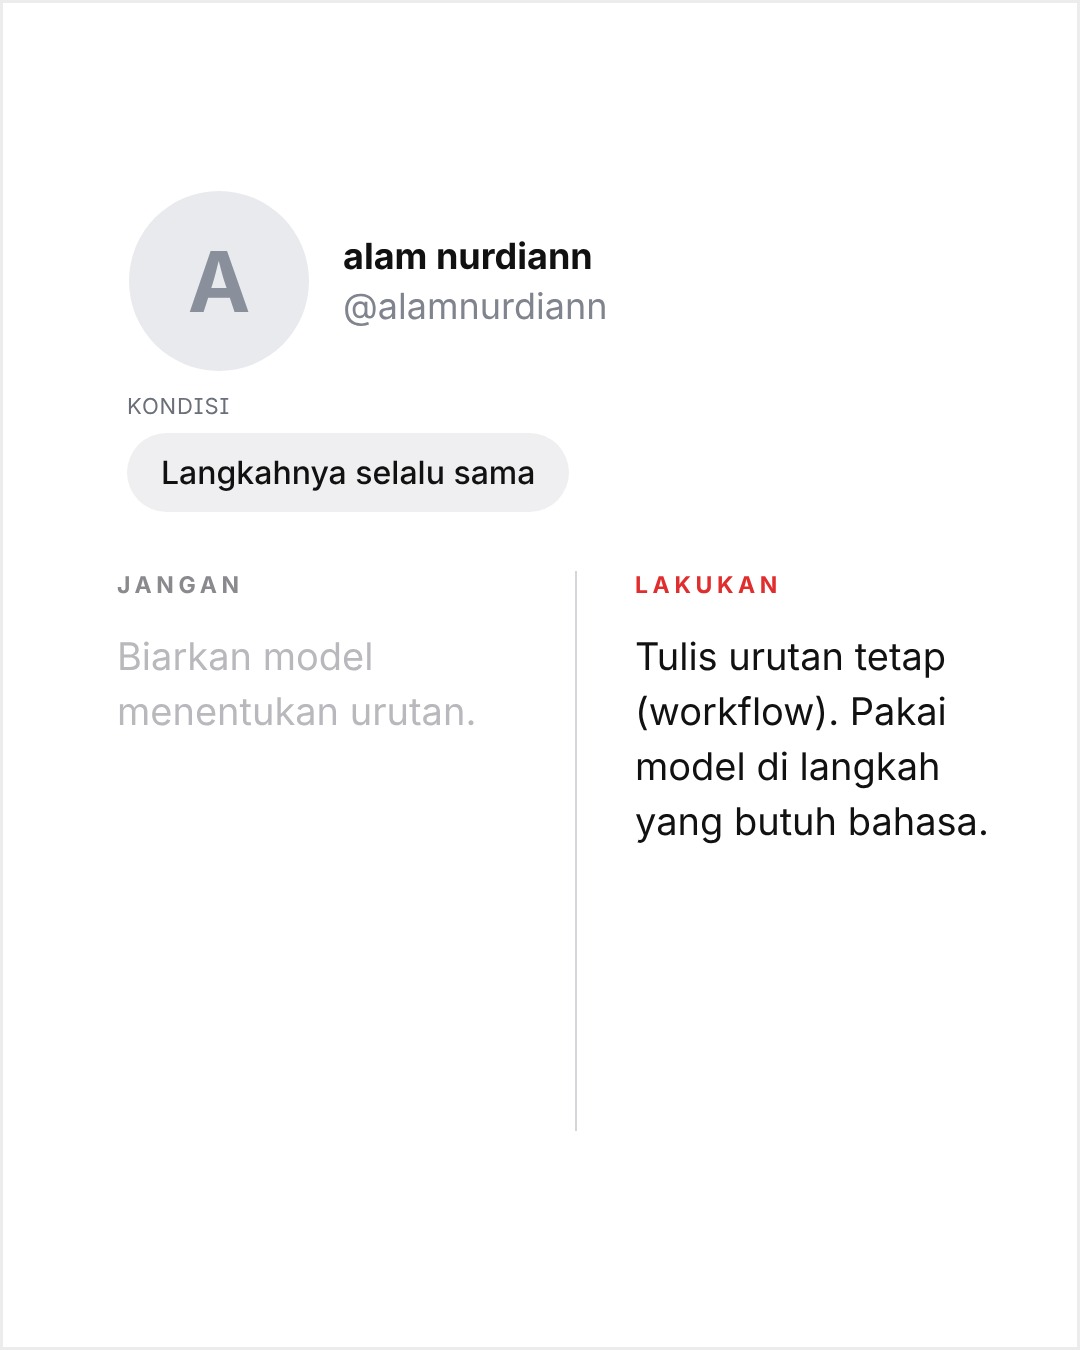 A
alam nurdiann
@alamnurdiann
KONDISI
Langkahnya selalu sama
JANGAN
Biarkan model
menentukan urutan.
LAKUKAN
Tulis urutan tetap
(workflow). Pakai
model di langkah
yang butuh bahasa.